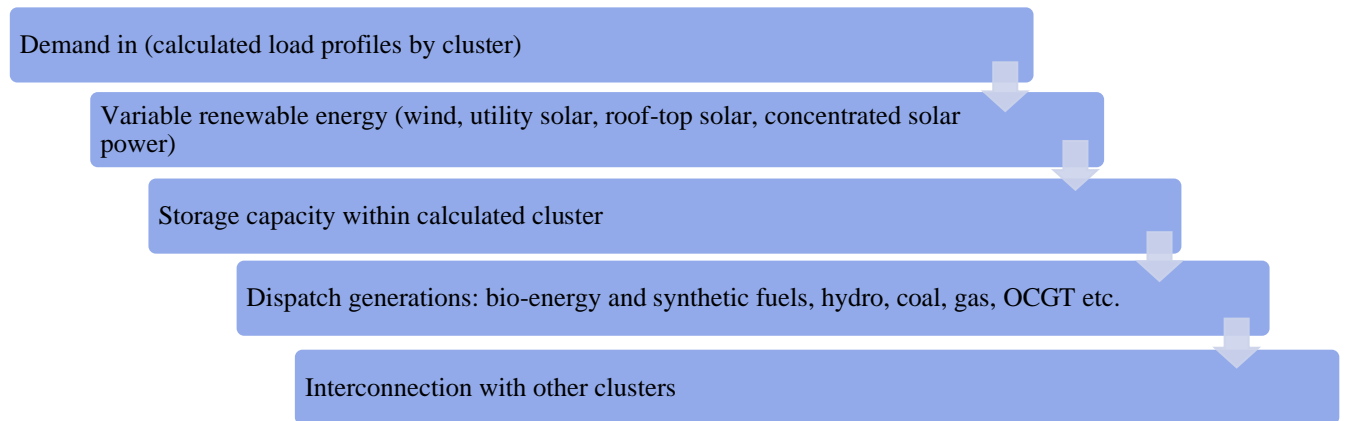 Demand in (calculated load profiles by cluster)
Variable renewable energy (wind, utility solar, roof-top solar, concentrated solar
power)
Storage capacity within calculated cluster
Dispatch generations: bio-energy and synthetic fuels, hydro, coal, gas, OCGT etc.
Interconnection with other clusters